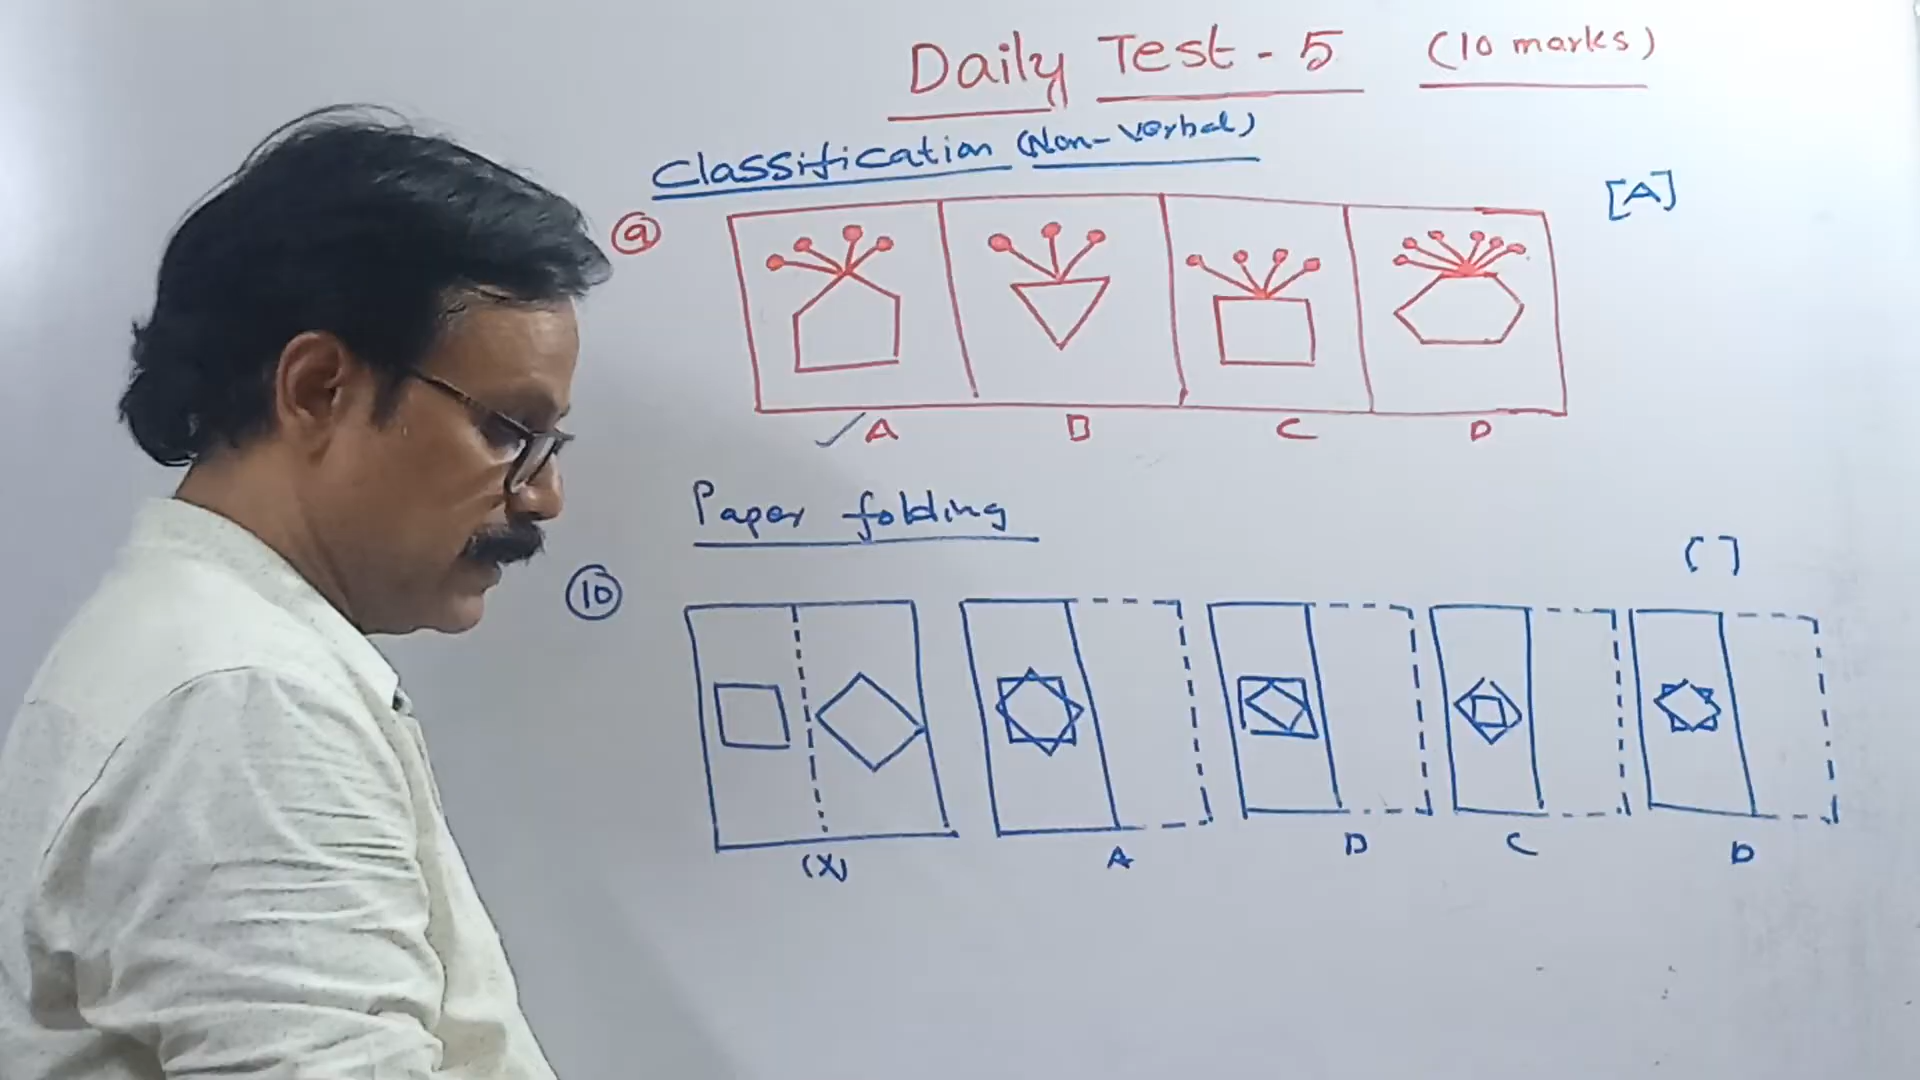 Daily Test - 5 (10 marks)
Classification (Non-Verbal)
[A]
9
A B C D
Paper folding
[ ]
10
(X) A B C D